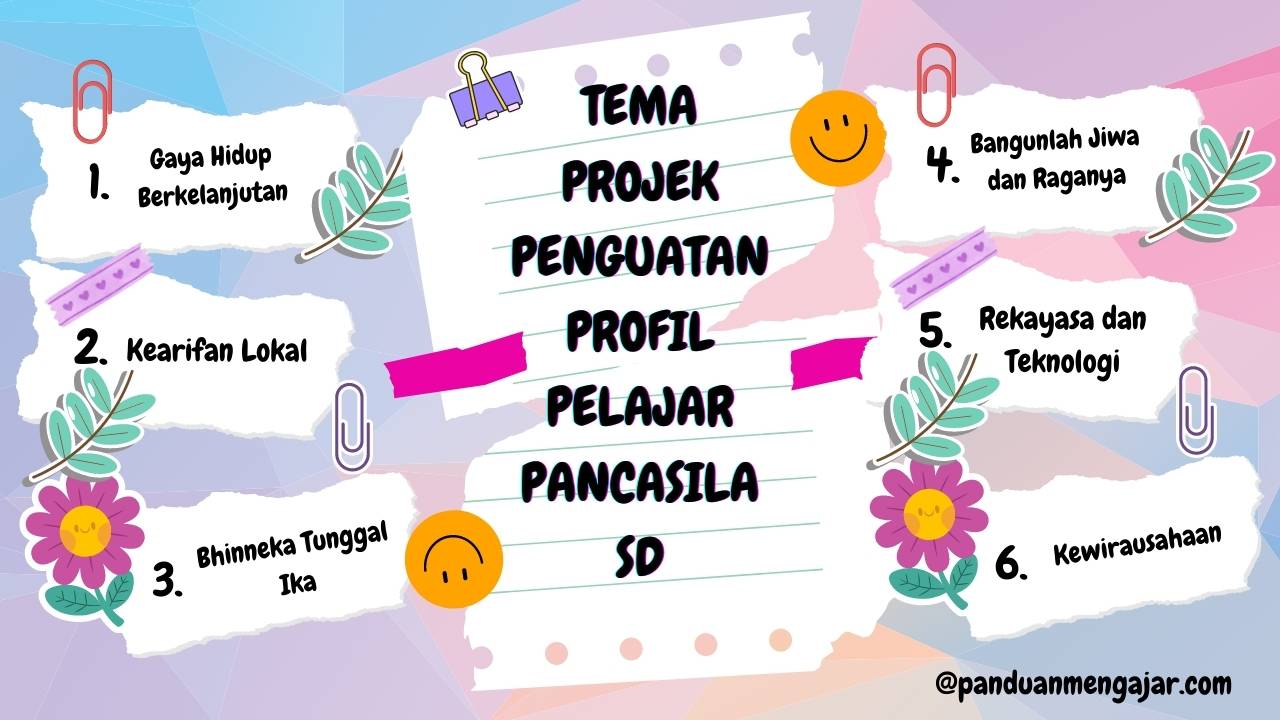 TEMA
PROJEK
PENGUATAN
PROFIL
PELAJAR
PANCASILA
SD
1.
Gaya Hidup
Berkelanjutan
2.
Kearifan Lokal
3.
Bhinneka Tunggal
Ika
4.
Bangunlah Jiwa
dan Raganya
5.
Rekayasa dan
Teknologi
6.
Kewirausahaan
@panduanmengajar.com